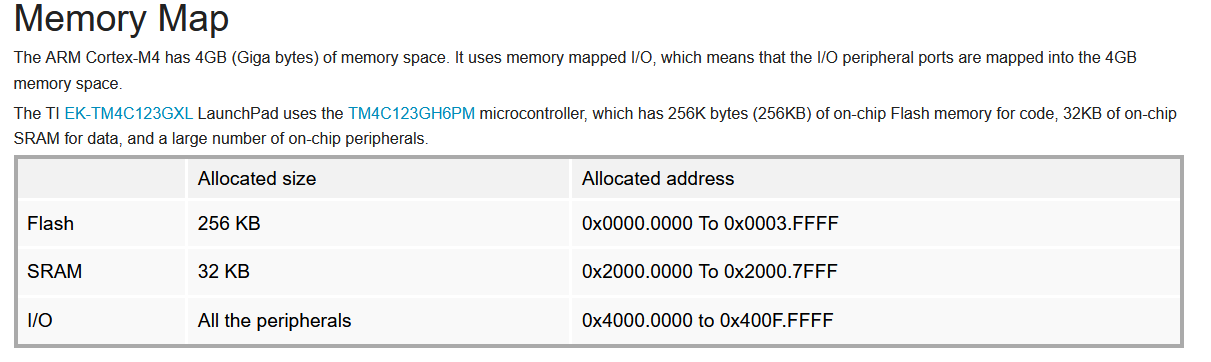 Memory Map
The ARM Cortex-M4 has 4GB (Giga bytes) of memory space. It uses memory mapped I/O, which means that the I/O peripheral ports are mapped into the 4GB
memory space.
The TI EK-TM4C123GXL LaunchPad uses the TM4C123GH6PM microcontroller, which has 256K bytes (256KB) of on-chip Flash memory for code, 32KB of on-chip
SRAM for data, and a large number of on-chip peripherals.
Allocated size Allocated address
Flash 256 KB 0x0000.0000 To 0x0003.FFFF
SRAM 32 KB 0x2000.0000 To 0x2000.7FFF
I/O All the peripherals 0x4000.0000 to 0x400F.FFFF